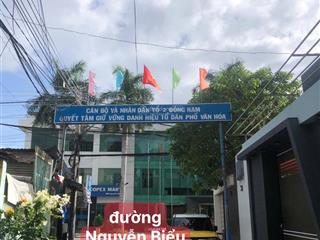 CÁN BỘ VÀ NHÂN DÂN TỔ 2 ĐÔNG NAM
QUYẾT TÂM GIỮ VỮNG DANH HIỆU TỔ DÂN PHỐ VĂN HÓA
OPEX MART
đường
Nguyễn Biểu